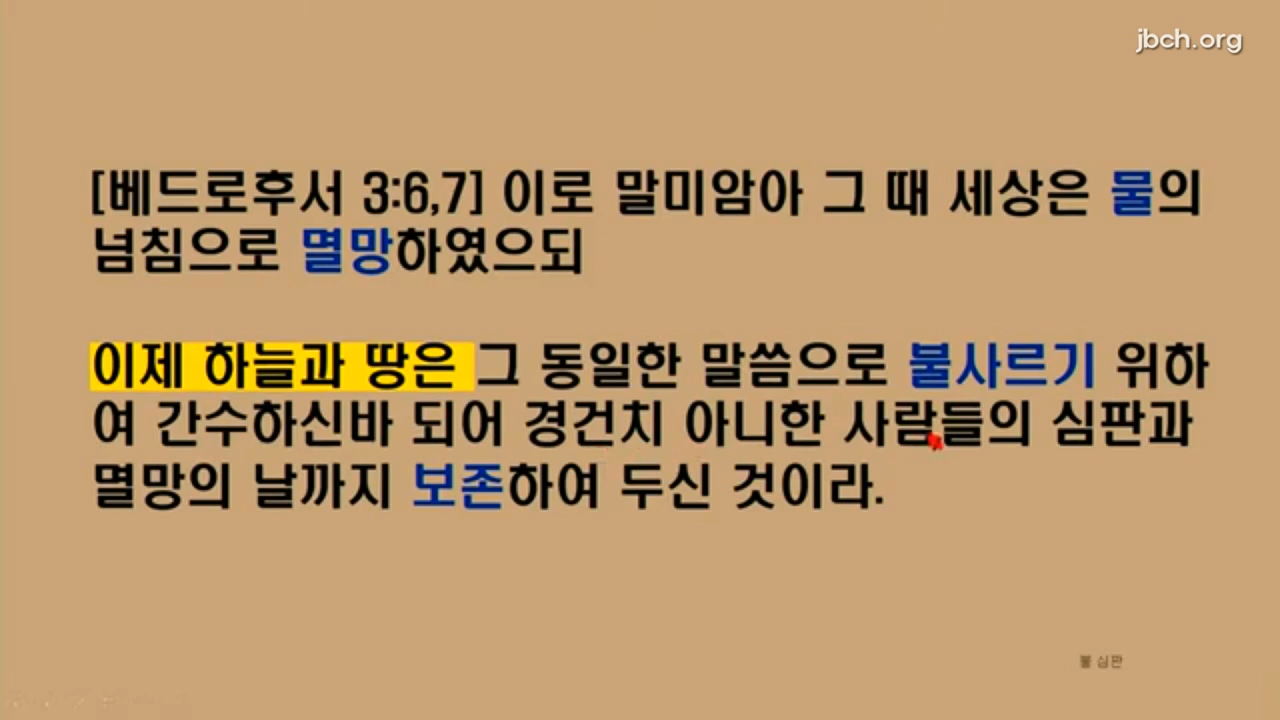 jbch.org
[베드로후서 3:6,7] 이로 말미암아 그 때 세상은 물의
넘침으로 멸망하였으되
이제 하늘과 땅은 그 동일한 말씀으로 불사르기 위하
여 간수하신바 되어 경건치 아니한 사람들의 심판과
멸망의 날까지 보존하여 두신 것이라.
불 심판